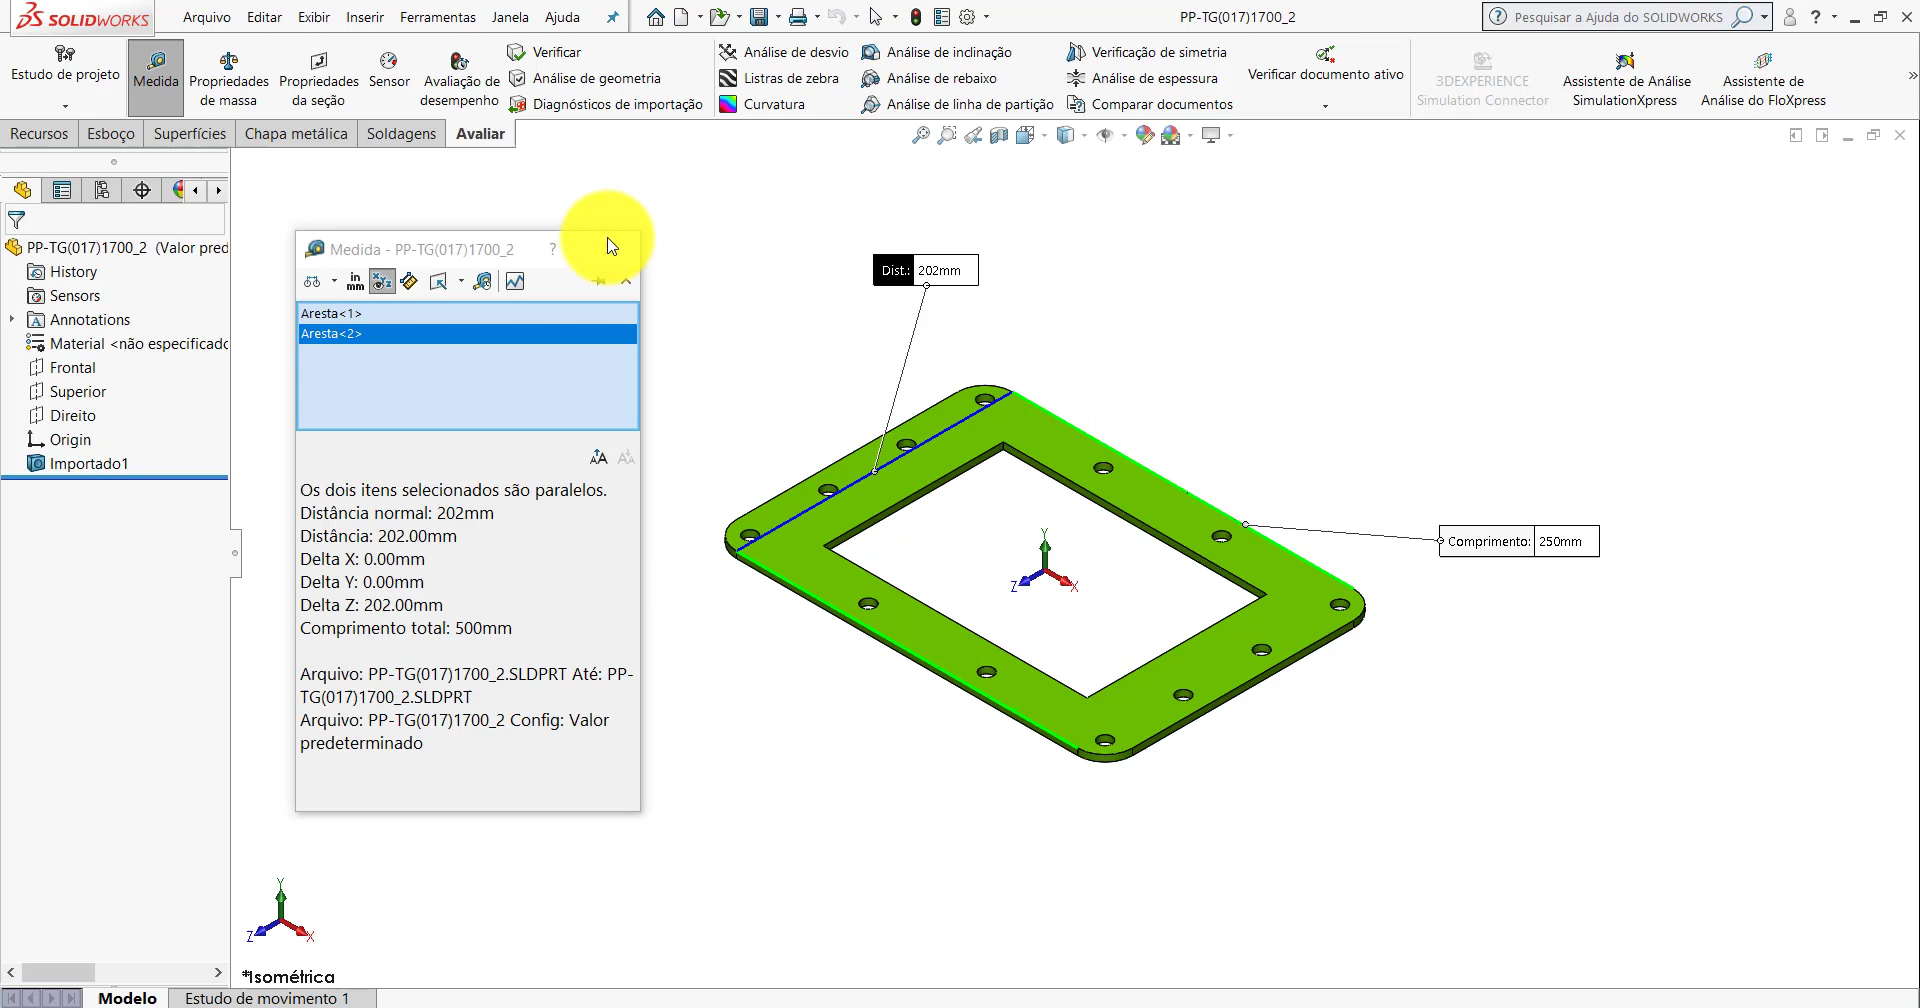 SOLIDWORKS
Arquivo Editar Exibir Inserir Ferramentas Janela Ajuda
PP-TG(017)1700_2
Pesquisar a Ajuda do SOLIDWORKS
?
Estudo de projeto
Medida
Propriedades de massa
Propriedades da seção
Sensor
Avaliação de desempenho
Verificar
Análise de geometria
Diagnósticos de importação
Análise de desvio
Listras de zebra
Curvatura
Análise de inclinação
Análise de rebaixo
Análise de linha de partição
Verificação de simetria
Análise de espessura
Comparar documentos
Verificar documento ativo
3DEXPERIENCE
Simulation Connector
Assistente de Análise
SimulationXpress
Assistente de
Análise do FloXpress
Recursos Esboço Superfícies Chapa metálica Soldagens Avaliar
PP-TG(017)1700_2 (Valor pred
History
Sensors
Annotations
Material <não especificado
Frontal
Superior
Direito
Origin
Importado1
Medida - PP-TG(017)1700_2 ?
in
mm
Aresta<1>
Aresta<2>
Os dois itens selecionados são paralelos.
Distância normal: 202mm
Distância: 202.00mm
Delta X: 0.00mm
Delta Y: 0.00mm
Delta Z: 202.00mm
Comprimento total: 500mm
Arquivo: PP-TG(017)1700_2.SLDPRT Até: PP-
TG(017)1700_2.SLDPRT
Arquivo: PP-TG(017)1700_2 Config: Valor
predeterminado
Dist.: 202mm
Comprimento: 250mm
Y
Z
X
Y
Z
X
*Isométrica
Modelo Estudo de movimento 1